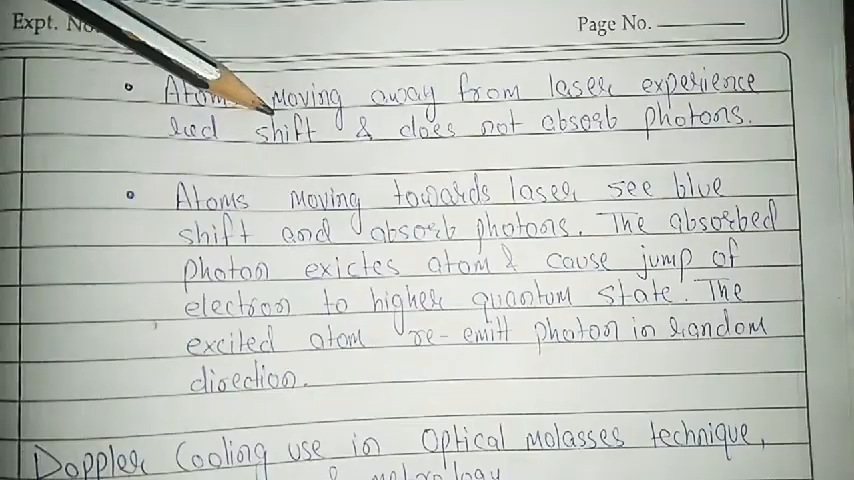 Expt. No.
Page No.
Atoms moving away from laser experience
red shift & does not absorb photons.
Atoms moving towards laser see blue
shift and absorb photons. The absorbed
photon exictes atom & cause jump of
electron to higher quantum state. The
excited atom re-emitt photon in random
direction.
Doppler Cooling use in Optical molasses technique,